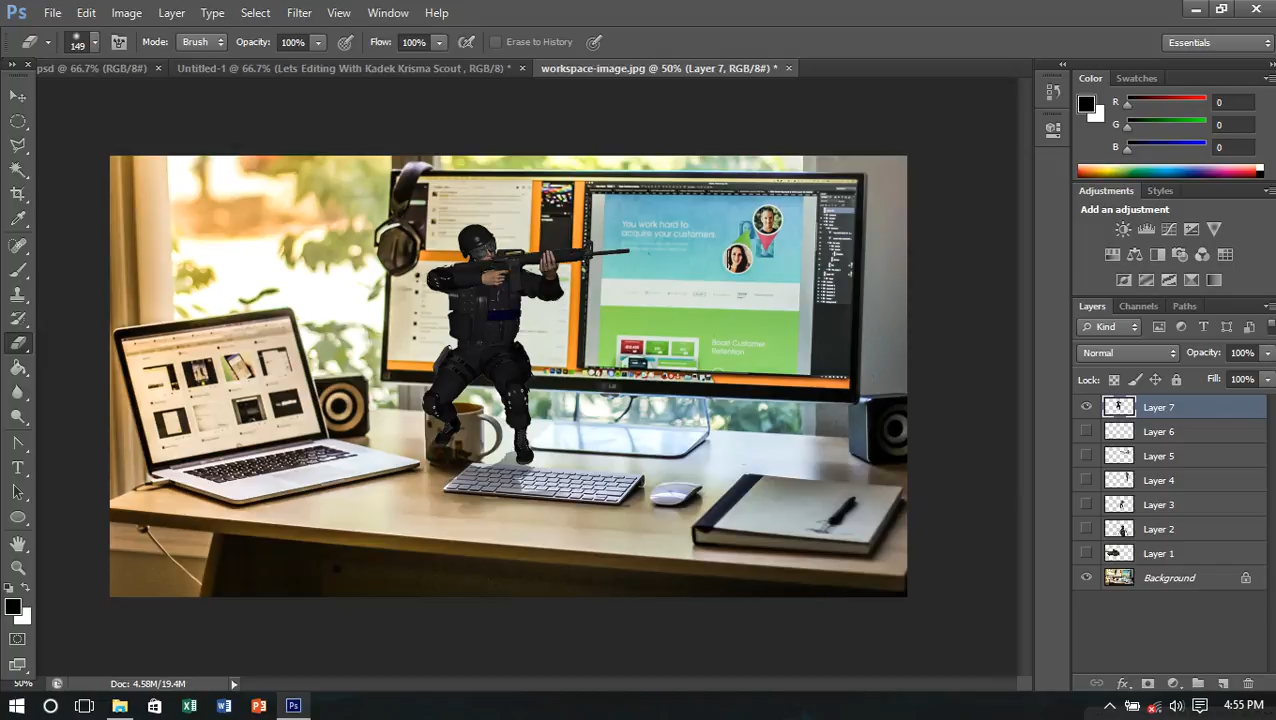 Ps File Edit Image Layer Type Select Filter View Window Help
149 Mode: Brush Opacity: 100% Flow: 100% Erase to History Essentials
psd @ 66.7% (RGB/8#) × Untitled-1 @ 66.7% (Lets Editing With Kadek Krisma Scout , RGB/8) * × workspace-image.jpg @ 50% (Layer 7, RGB/8#) * ×
Color Swatches
R 0
G 0
B 0
Adjustments Styles
Add an adjustment
Layers Channels Paths
Kind
Normal Opacity: 100%
Lock: Fill: 100%
Layer 7
Layer 6
Layer 5
Layer 4
Layer 3
Layer 2
Layer 1
Background
You work hard to
acquire your customers.
Boost Customer
Retention
LG
50% Doc: 4.58M/19.4M
4:55 PM